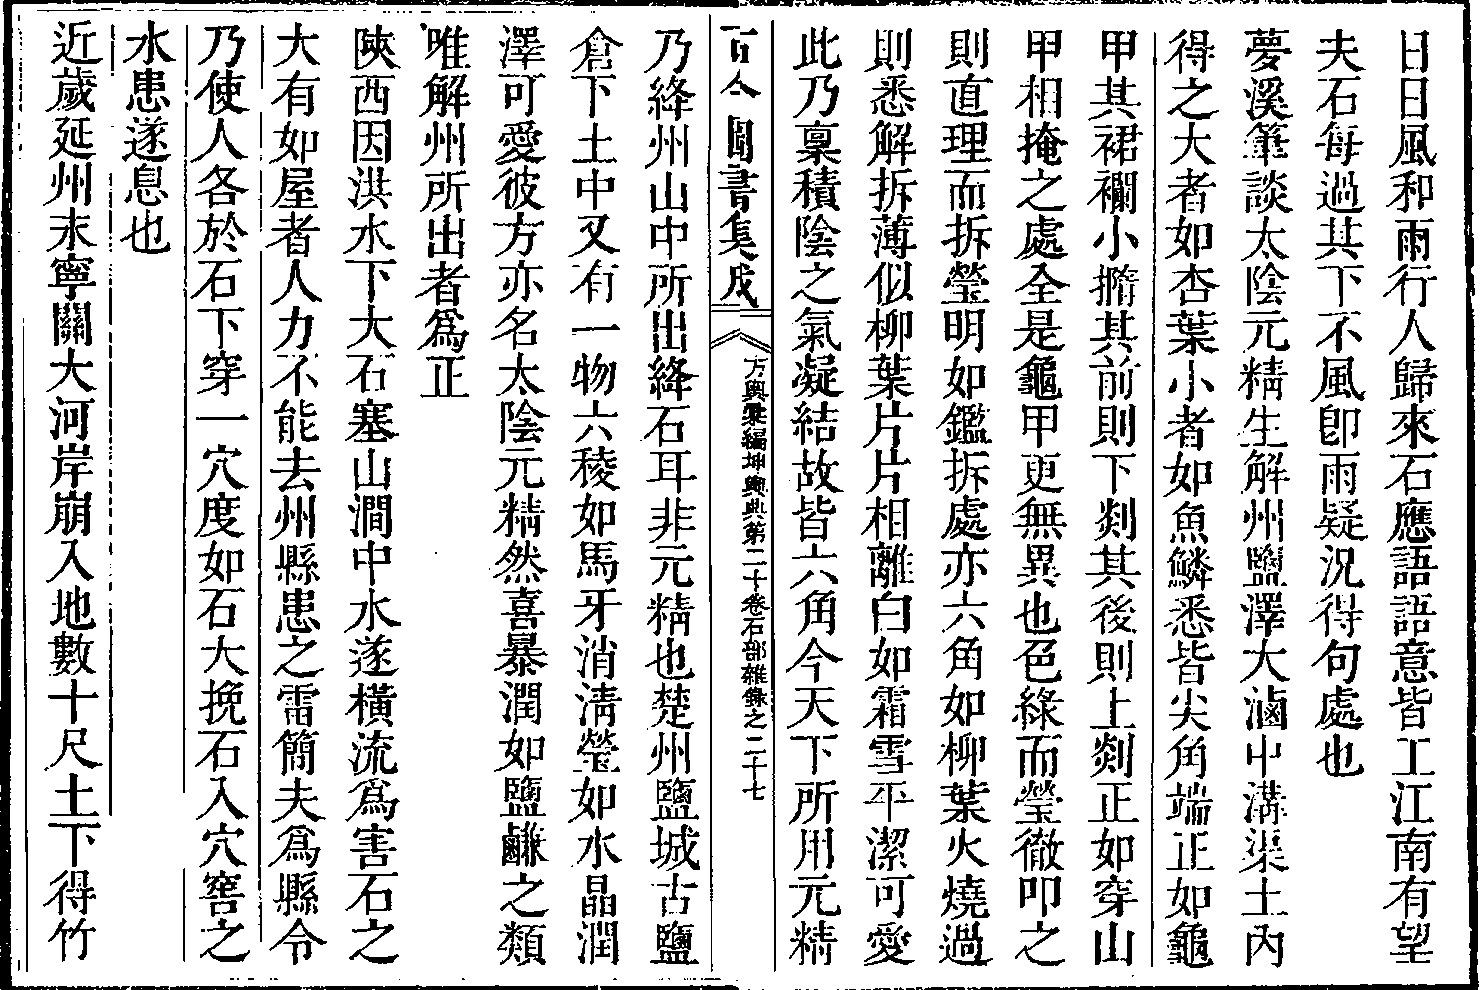 日日風和雨行人歸來石應語語意皆工江南有望
夫石每過其下不風卽雨疑況得句處也
夢溪筆談太陰元精生解州鹽澤大滷中溝渠土內
得之大者如杏葉小者如魚鱗悉皆尖角端正如龜
甲其裙襴小撱其前則下剡其後則上剡正如穿山
甲相掩之處全是龜甲更無異也色綠而瑩徹叩之
則直理而拆瑩明如鑑拆處亦六角如柳葉火燒過
則悉解拆薄似柳葉片片相離白如霜雪平潔可愛
此乃稟積陰之氣凝結故皆六角今天下所用元精
古今圖書集成
方輿彙編坤輿典第二十卷石部雜錄之二十七
乃絳州山中所出絳石耳非元精也楚州鹽城古鹽
倉下土中又有一物六稜如馬牙消淸瑩如水晶潤
澤可愛彼方亦名太陰元精然喜暴潤如鹽鹻之類
唯解州所出者爲正
陝西因洪水下大石塞山澗中水遂橫流爲害石之
大有如屋者人力不能去州縣患之雷簡夫爲縣令
乃使人各於石下穿一穴度如石大挽石入穴窖之
水患遂息也
近歲延州末寧關大河岸崩入地數十尺土下得竹